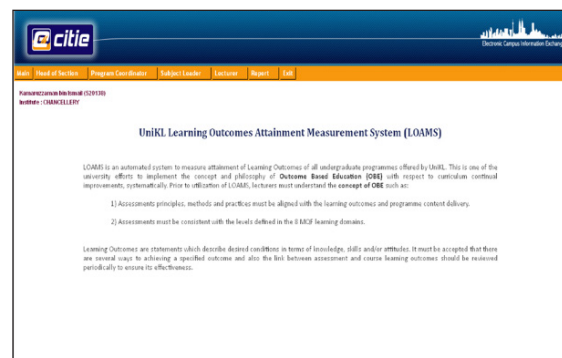 e citie
Electronic Campus Information Exchange
Main Head of Section Program Coordinator Subject Leader Lecturer Report Exit
Kamaruzzaman bin Ismail (520130)
Institute : CHANCELLERY
UniKL Learning Outcomes Attainment Measurement System (LOAMS)
LOAMS is an automated system to measure attainment of Learning Outcomes of all undergraduate programmes offered by UniKL. This is one of the
university efforts to implement the concept and philosophy of Outcome Based Education (OBE) with respect to curriculum continual
improvements, systematically. Prior to utilization of LOAMS, lecturers must understand the concept of OBE such as:
1) Assessments principles, methods and practices must be aligned with the learning outcomes and programme content delivery.
2) Assessments must be consistent with the levels defined in the 8 MQF learning domains.
Learning Outcomes are statements which describe desired conditions in terms of knowledge, skills and/or attitudes. It must be accepted that there
are several ways to achieving a specified outcome and also the link between assessment and course learning outcomes should be reviewed
periodically to ensure its effectiveness.